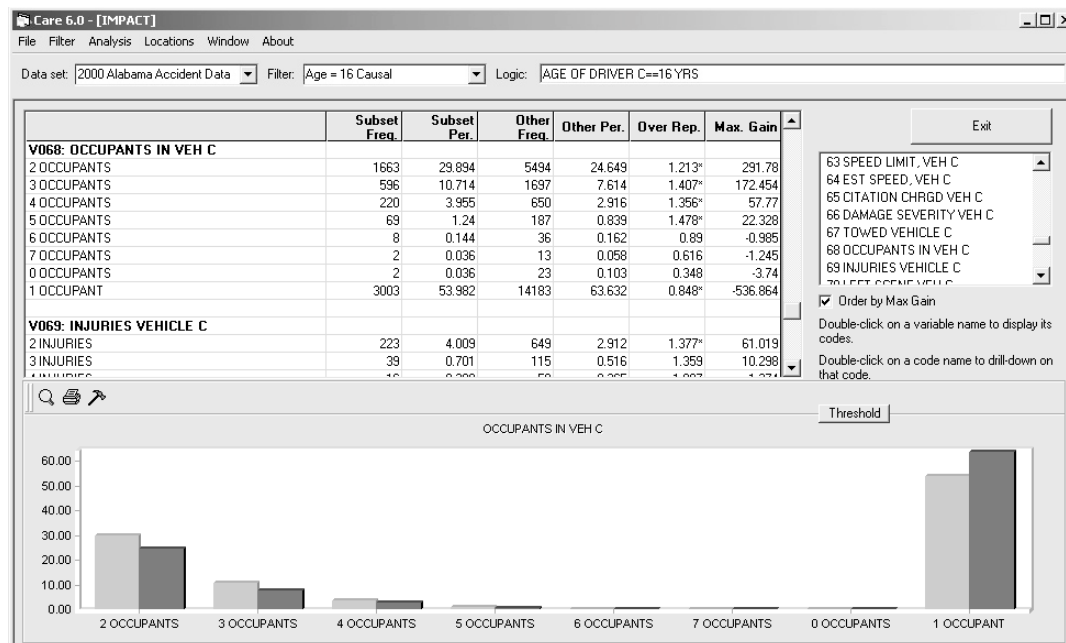 Care 6.0 - [IMPACT]
File Filter Analysis Locations Window About
Data set: 2000 Alabama Accident Data Filter: Age = 16 Causal Logic: AGE OF DRIVER C==16 YRS
Subset Freq. Subset Per. Other Freq. Other Per. Over Rep. Max. Gain
V068: OCCUPANTS IN VEH C
2 OCCUPANTS 1663 29.894 5494 24.649 1.213* 291.78
3 OCCUPANTS 596 10.714 1697 7.614 1.407* 172.454
4 OCCUPANTS 220 3.955 650 2.916 1.356* 57.77
5 OCCUPANTS 69 1.24 187 0.839 1.478* 22.328
6 OCCUPANTS 8 0.144 36 0.162 0.89 -0.985
7 OCCUPANTS 2 0.036 13 0.058 0.616 -1.245
0 OCCUPANTS 2 0.036 23 0.103 0.348 -3.74
1 OCCUPANT 3003 53.982 14183 63.632 0.848* -536.864
V069: INJURIES VEHICLE C
2 INJURIES 223 4.009 649 2.912 1.377* 61.019
3 INJURIES 39 0.701 115 0.516 1.359 10.298
Exit
63 SPEED LIMIT, VEH C
64 EST SPEED, VEH C
65 CITATION CHRGD VEH C
66 DAMAGE SEVERITY VEH C
67 TOWED VEHICLE C
68 OCCUPANTS IN VEH C
69 INJURIES VEHICLE C
Order by Max Gain
Double-click on a variable name to display its
codes.
Double-click on a code name to drill-down on
that code.
Threshold
OCCUPANTS IN VEH C
60.00
50.00
40.00
30.00
20.00
10.00
0.00
2 OCCUPANTS 3 OCCUPANTS 4 OCCUPANTS 5 OCCUPANTS 6 OCCUPANTS 7 OCCUPANTS 0 OCCUPANTS 1 OCCUPANT